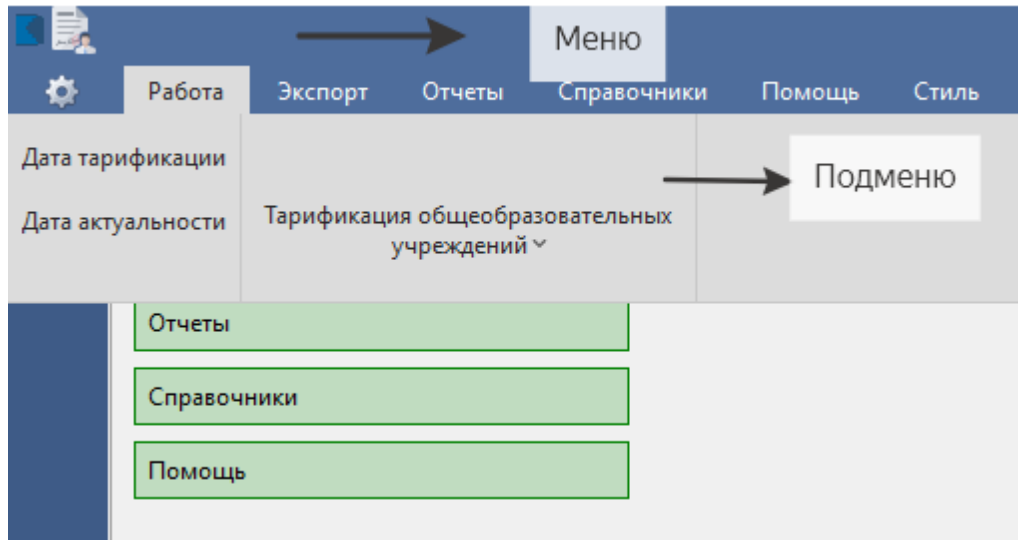 Меню
Работа Экспорт Отчеты Справочники Помощь Стиль
Дата тарификации
Подменю
Дата актуальности
Тарификация общеобразовательных
учреждений
Отчеты
Справочники
Помощь